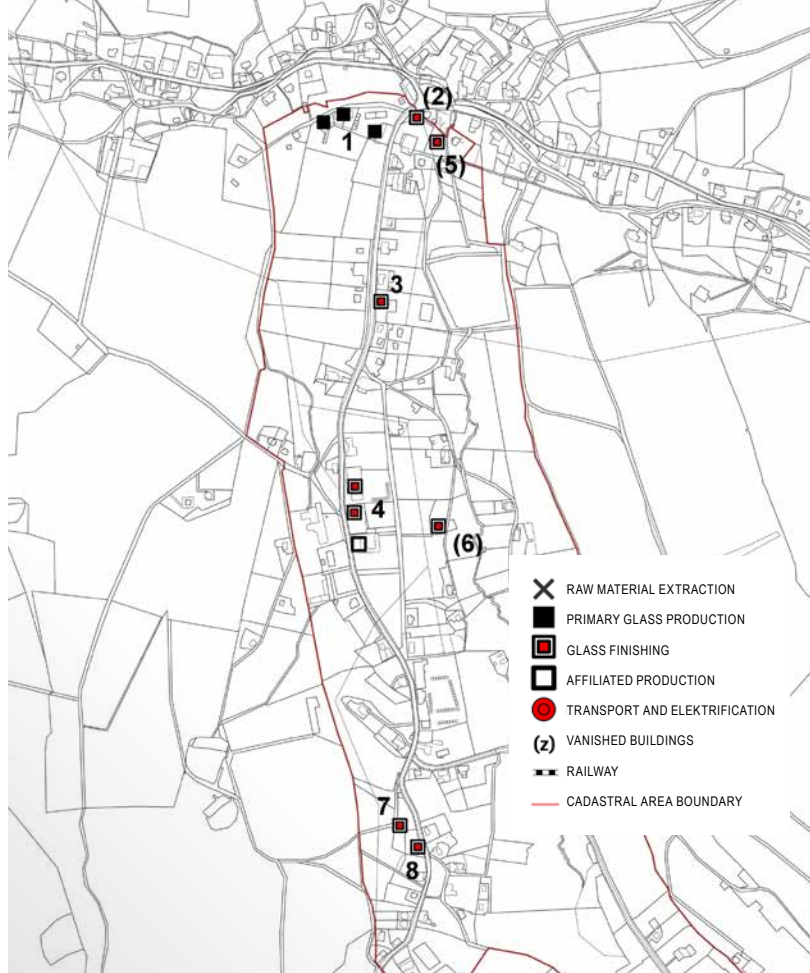 (2)
1
(5)
3
4
(6)
7
8
RAW MATERIAL EXTRACTION
PRIMARY GLASS PRODUCTION
GLASS FINISHING
AFFILIATED PRODUCTION
TRANSPORT AND ELEKTRIFICATION
(z) VANISHED BUILDINGS
RAILWAY
CADASTRAL AREA BOUNDARY